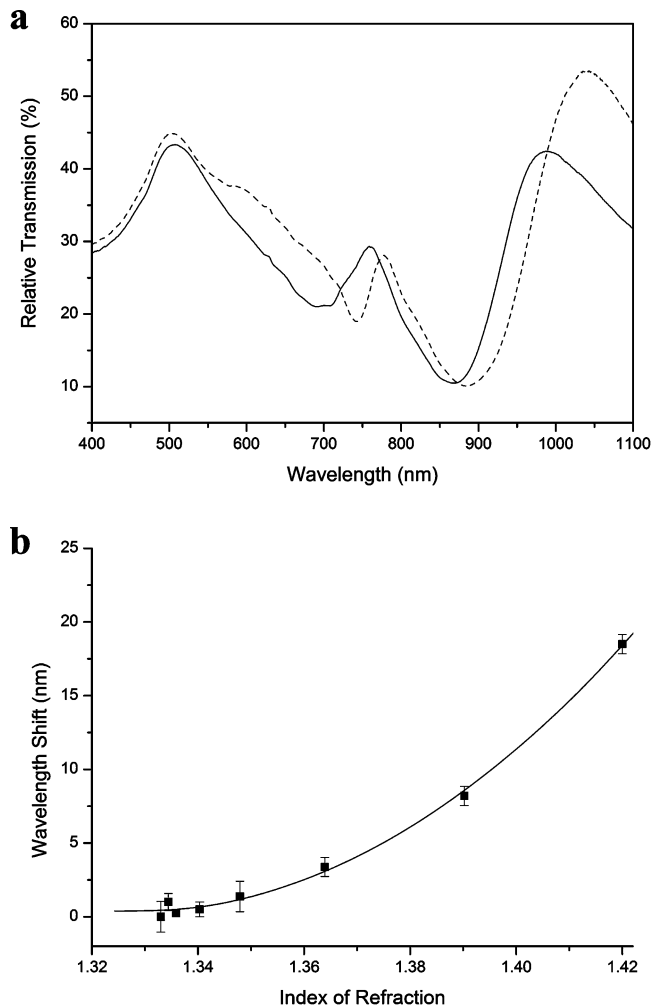 a
60
50
40
30
20
10
Relative Transmission (%)
400 500 600 700 800 900 1000 1100
Wavelength (nm)
b
25
20
15
10
5
0
Wavelength Shift (nm)
1.32 1.34 1.36 1.38 1.40 1.42
Index of Refraction